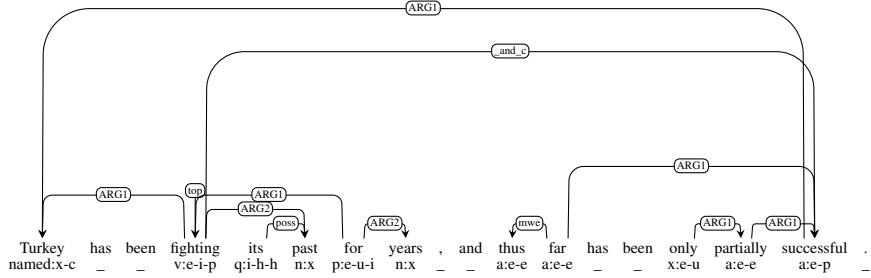 ARG1
_and_c
ARG1
ARG1 top ARG1
ARG2
poss ARG2 mwe ARG1 ARG1
Turkey has been fighting its past for years , and thus far has been only partially successful .
named:x-c _ _ v:e-i-p q:i-h-h n:x p:e-u-i n:x _ _ a:e-e a:e-e _ _ x:e-u a:e-e a:e-p _